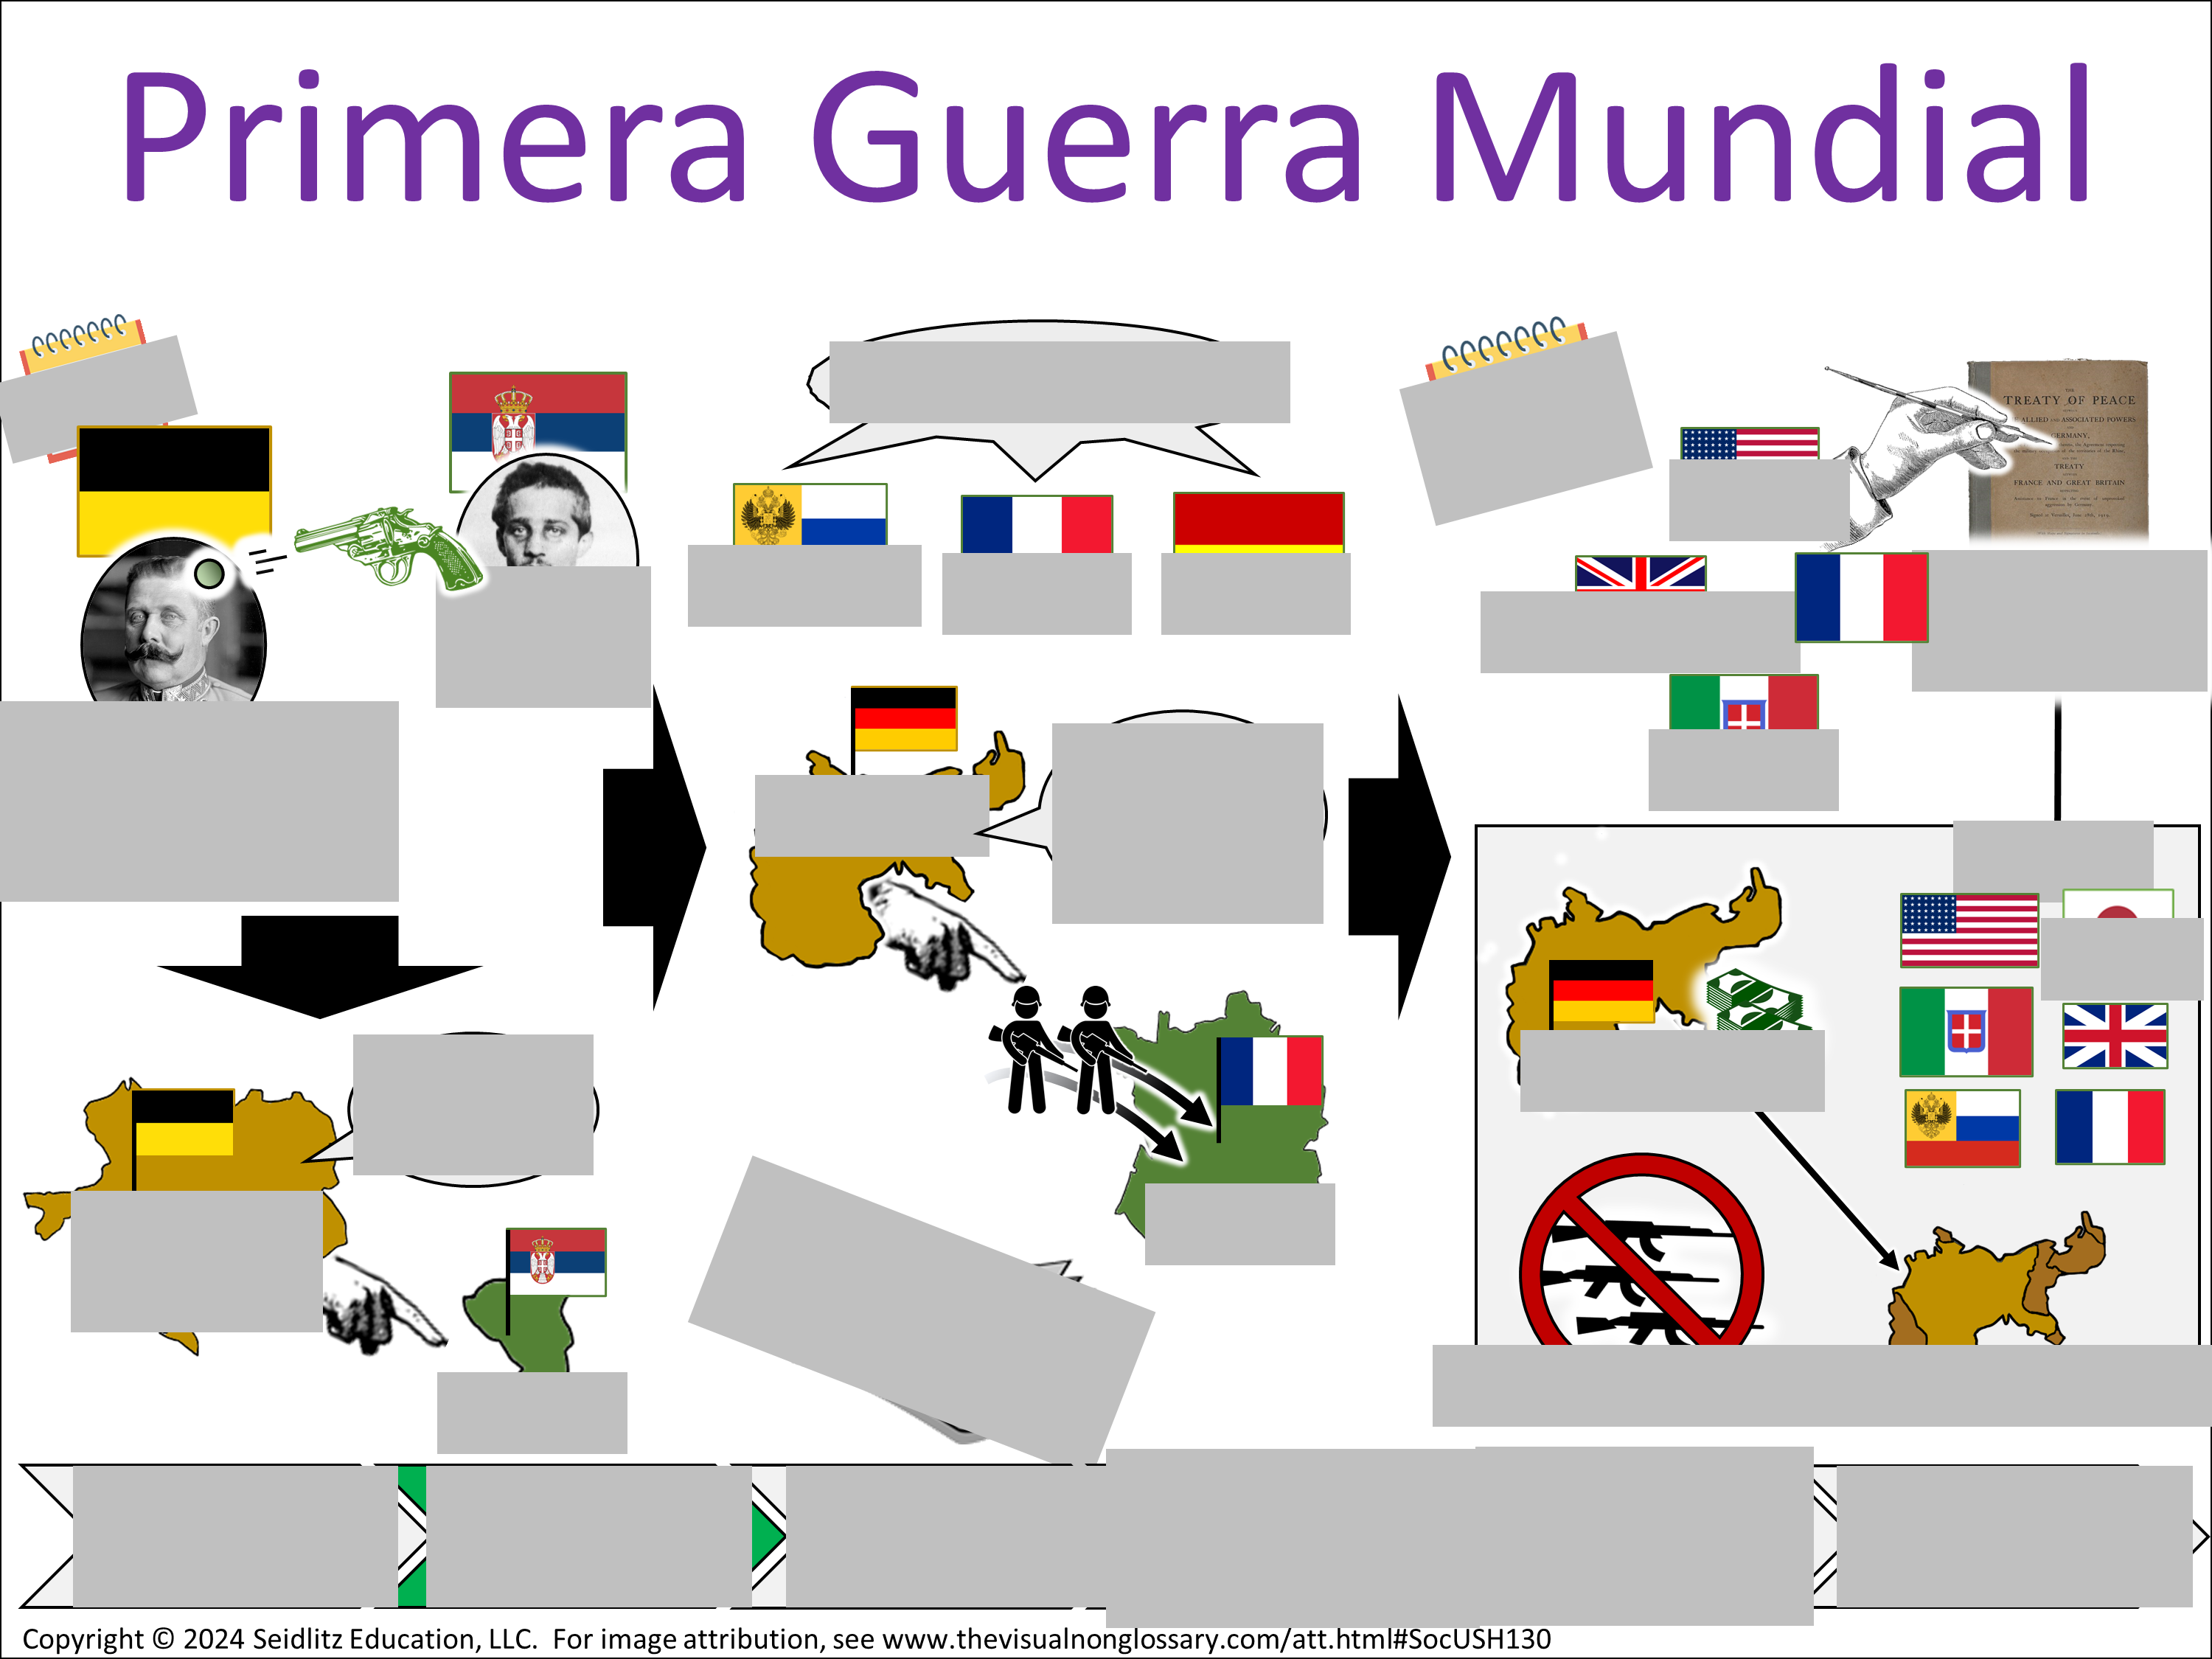 Primera Guerra Mundial
THE
TREATY OF PEACE
ALLIED AND ASSOCIATED POWERS
GERMANY,
TREATY
FRANCE AND GREAT BRITAIN
Copyright © 2024 Seidlitz Education, LLC.  For image attribution, see www.thevisualnonglossary.com/att.html#SocUSH130